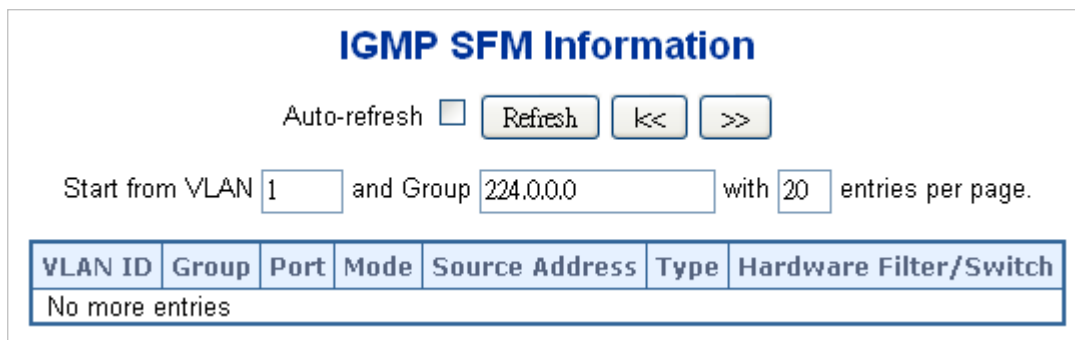 IGMP SFM Information
Auto-refresh Refresh |<< >>
Start from VLAN 1 and Group 224.0.0.0 with 20 entries per page.
VLAN ID Group Port Mode Source Address Type Hardware Filter/Switch
No more entries